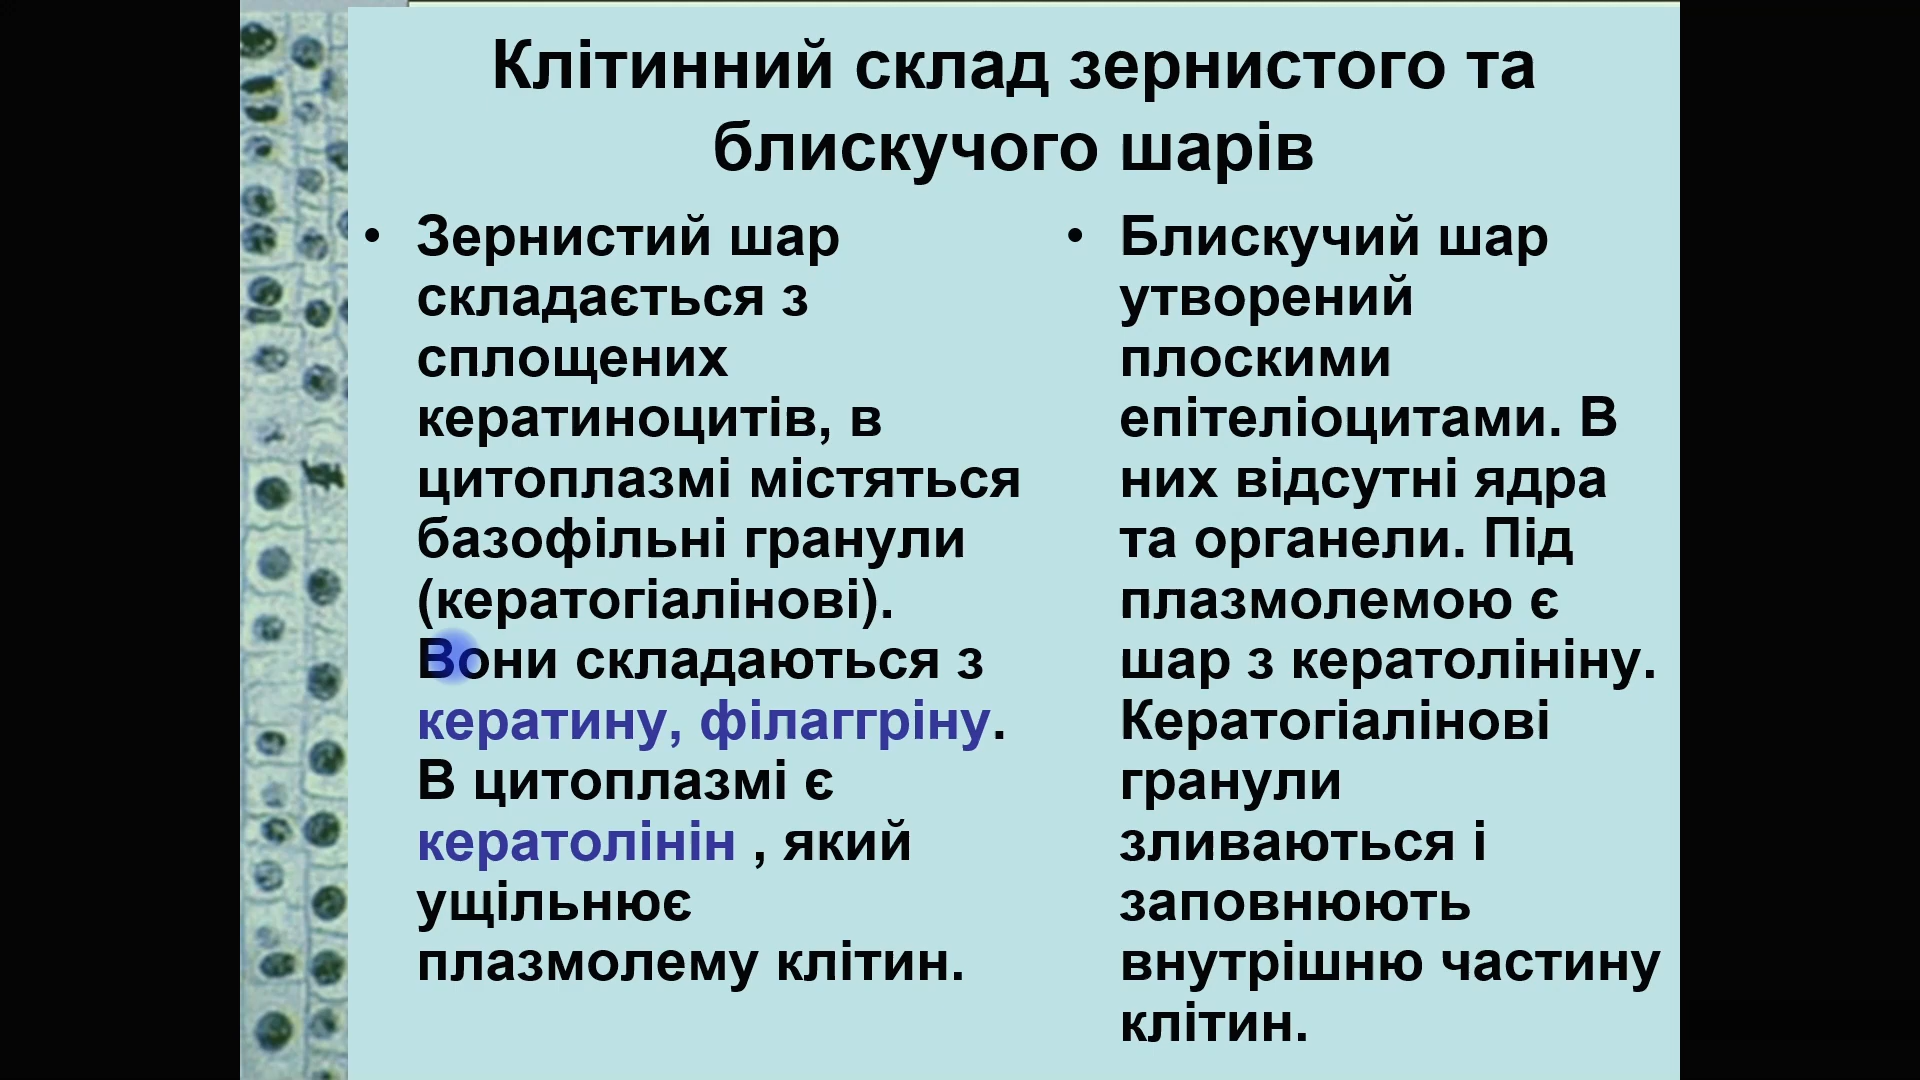 Клітинний склад зернистого та
блискучого шарів
• Зернистий шар
складається з
сплощених
кератиноцитів, в
цитоплазмі містяться
базофільні гранули
(кератогіалінові).
Вони складаються з
кератину, філаггріну.
В цитоплазмі є
кератолінін , який
ущільнює
плазмолему клітин.
• Блискучий шар
утворений
плоскими
епітеліоцитами. В
них відсутні ядра
та органели. Під
плазмолемою є
шар з кератолініну.
Кератогіалінові
гранули
зливаються і
заповнюють
внутрішню частину
клітин.